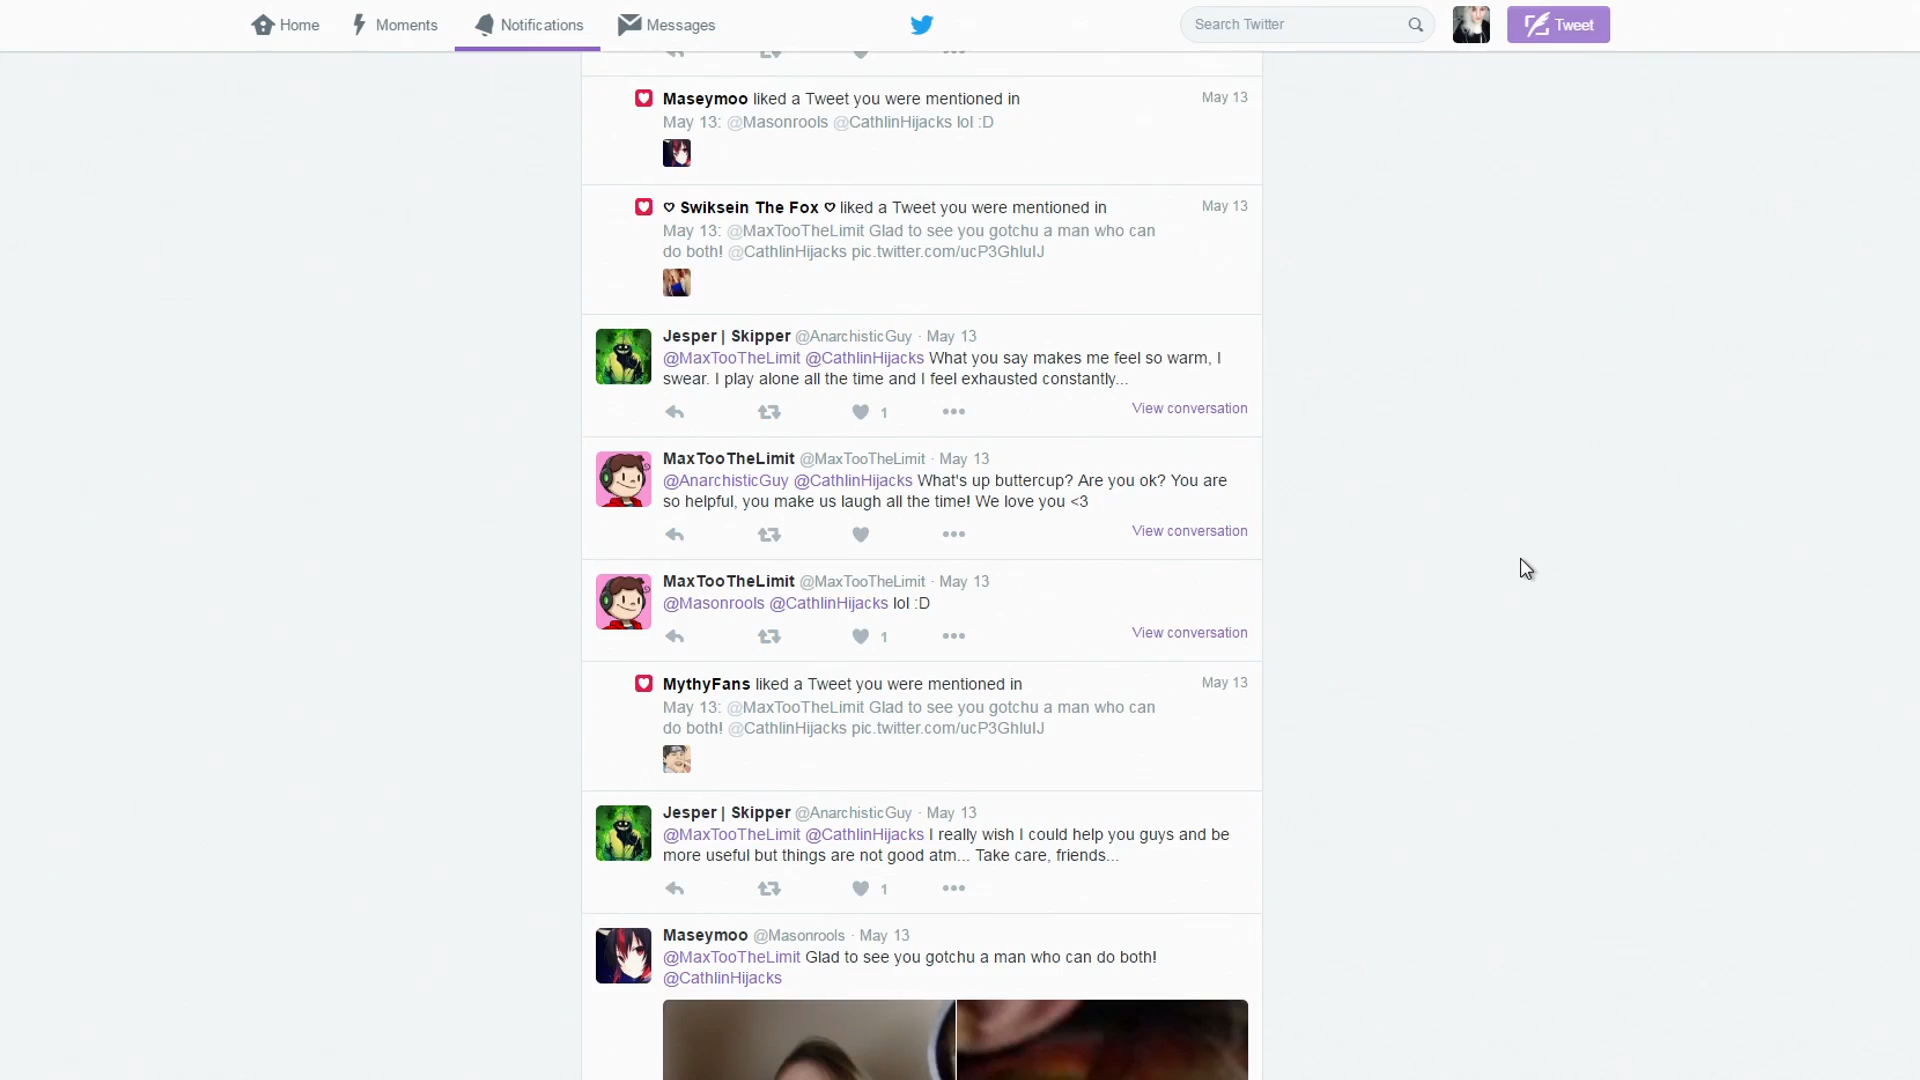 Home Moments Notifications Messages Search Twitter Tweet
Maseymoo liked a Tweet you were mentioned in May 13
May 13: @Masonrools @CathlinHijacks lol :D
♡ Swiksein The Fox ♡ liked a Tweet you were mentioned in May 13
May 13: @MaxTooTheLimit Glad to see you gotchu a man who can
do both! @CathlinHijacks pic.twitter.com/ucP3GhluIJ
Jesper | Skipper @AnarchisticGuy · May 13
@MaxTooTheLimit @CathlinHijacks What you say makes me feel so warm, I
swear. I play alone all the time and I feel exhausted constantly...
1 View conversation
MaxTooTheLimit @MaxTooTheLimit · May 13
@AnarchisticGuy @CathlinHijacks What's up buttercup? Are you ok? You are
so helpful, you make us laugh all the time! We love you <3
View conversation
MaxTooTheLimit @MaxTooTheLimit · May 13
@Masonrools @CathlinHijacks lol :D
1 View conversation
MythyFans liked a Tweet you were mentioned in May 13
May 13: @MaxTooTheLimit Glad to see you gotchu a man who can
do both! @CathlinHijacks pic.twitter.com/ucP3GhluIJ
Jesper | Skipper @AnarchisticGuy · May 13
@MaxTooTheLimit @CathlinHijacks I really wish I could help you guys and be
more useful but things are not good atm... Take care, friends...
1
Maseymoo @Masonrools · May 13
@MaxTooTheLimit Glad to see you gotchu a man who can do both!
@CathlinHijacks